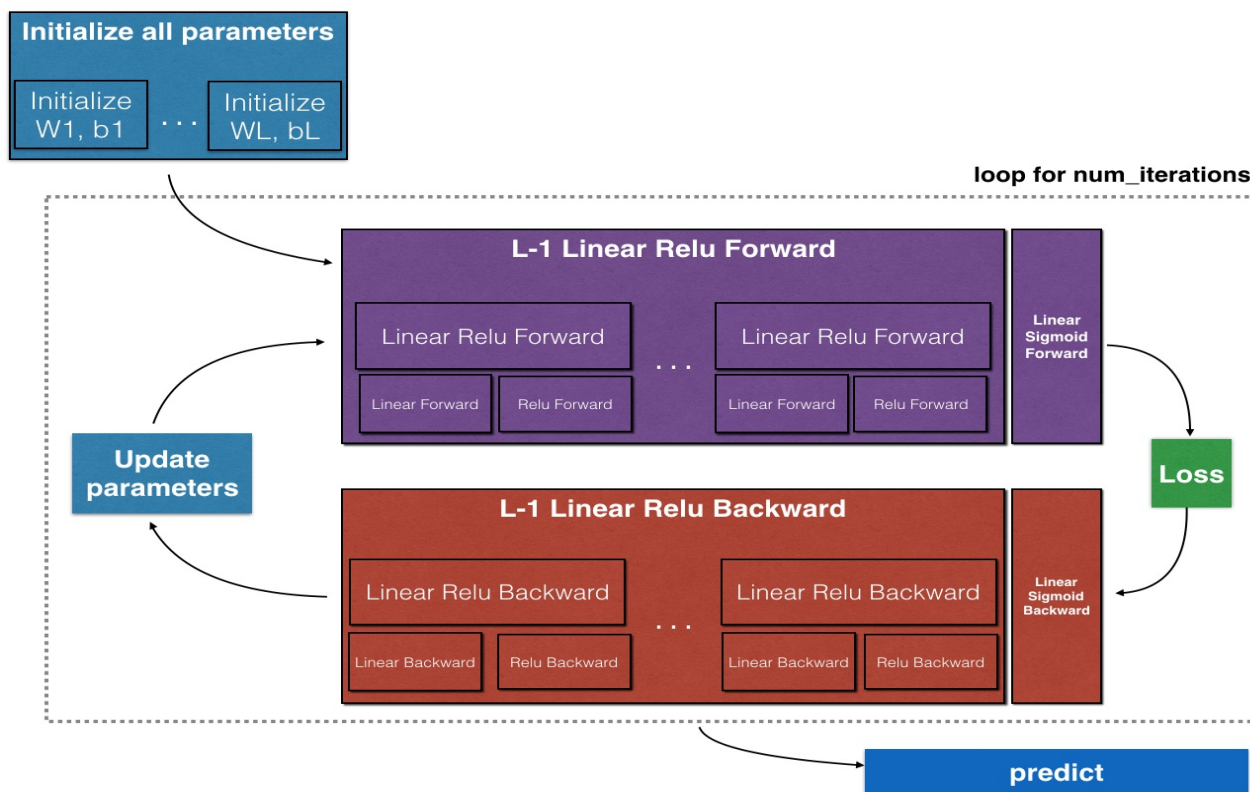 Initialize all parameters
Initialize
W1, b1
. . .
Initialize
WL, bL
loop for num_iterations
L-1 Linear Relu Forward
Linear Relu Forward
. . .
Linear Relu Forward
Linear Forward
Relu Forward
Linear Forward
Relu Forward
Linear
Sigmoid
Forward
Update
parameters
Loss
L-1 Linear Relu Backward
Linear Relu Backward
. . .
Linear Relu Backward
Linear Backward
Relu Backward
Linear Backward
Relu Backward
Linear
Sigmoid
Backward
predict